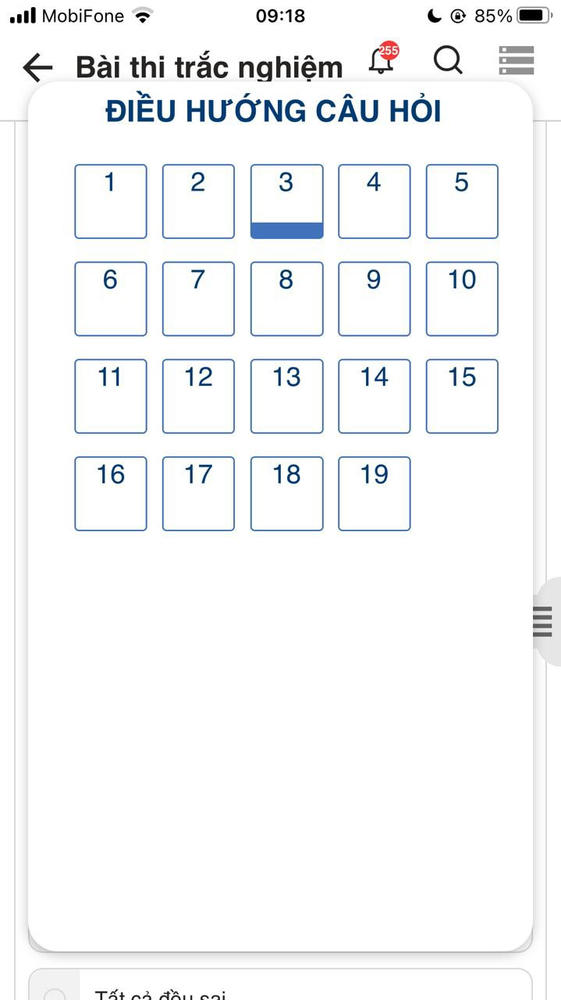 MobiFone 09:18 85%
Bài thi trắc nghiệm 255
ĐIỀU HƯỚNG CÂU HỎI
1 2 3 4 5
6 7 8 9 10
11 12 13 14 15
16 17 18 19
Tất cả đều sai